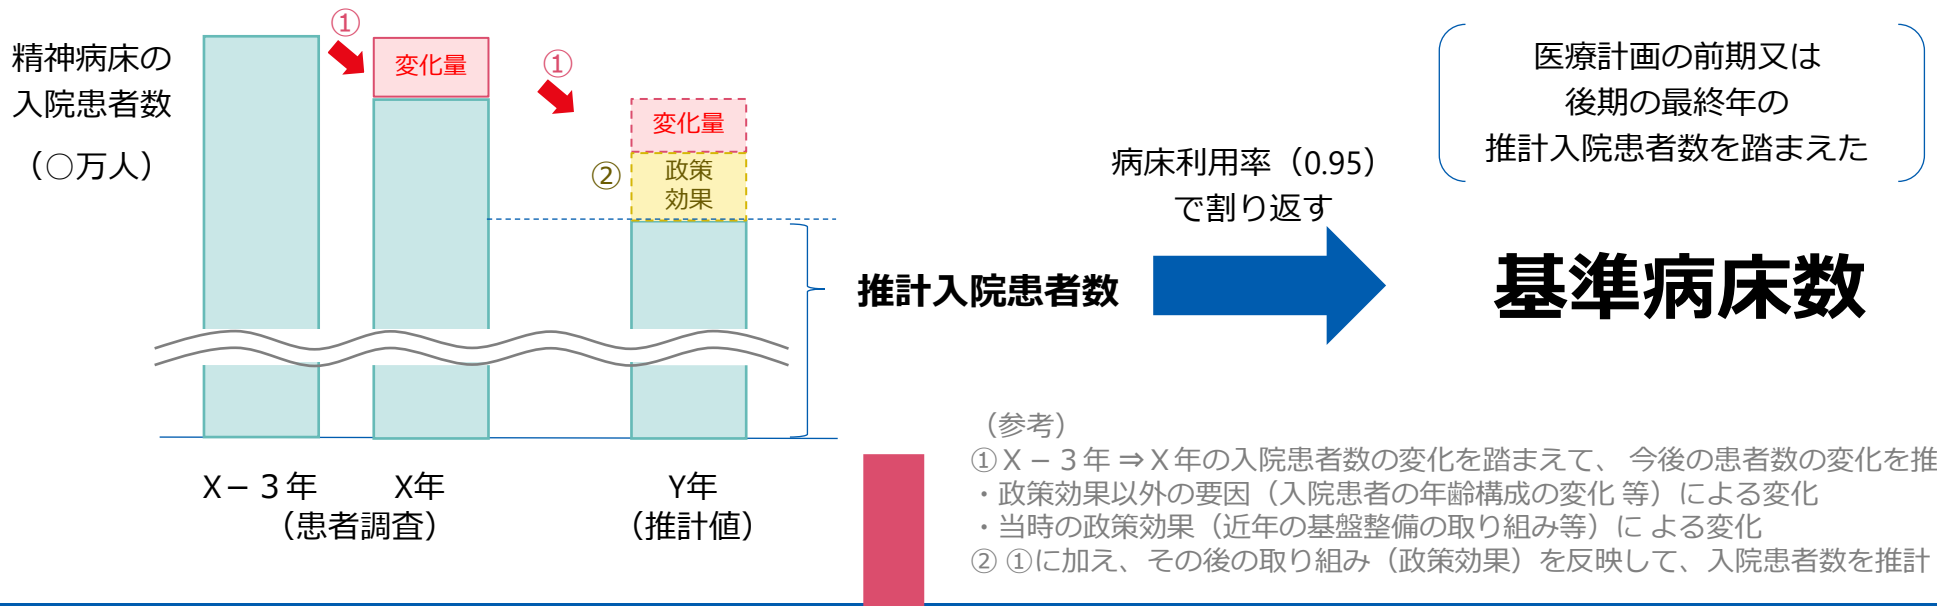 精神病床の
入院患者数
（○万人）
①
変化量
①
変化量
②
政策
効果
X－３年
X年
（患者調査）
Y年
（推計値）
推計入院患者数
病床利用率（0.95）
で割り返す
医療計画の前期又は
後期の最終年の
推計入院患者数を踏まえた
基準病床数
（参考）
①Ｘ－３年⇒Ｘ年の入院患者数の変化を踏まえて、 今後の患者数の変化を推
・政策効果以外の要因（入院患者の年齢構成の変化 等）による変化
・当時の政策効果（近年の基盤整備の取り組み等）に よる変化
② ①に加え、その後の取り組み（政策効果）を反映して、入院患者数を推計